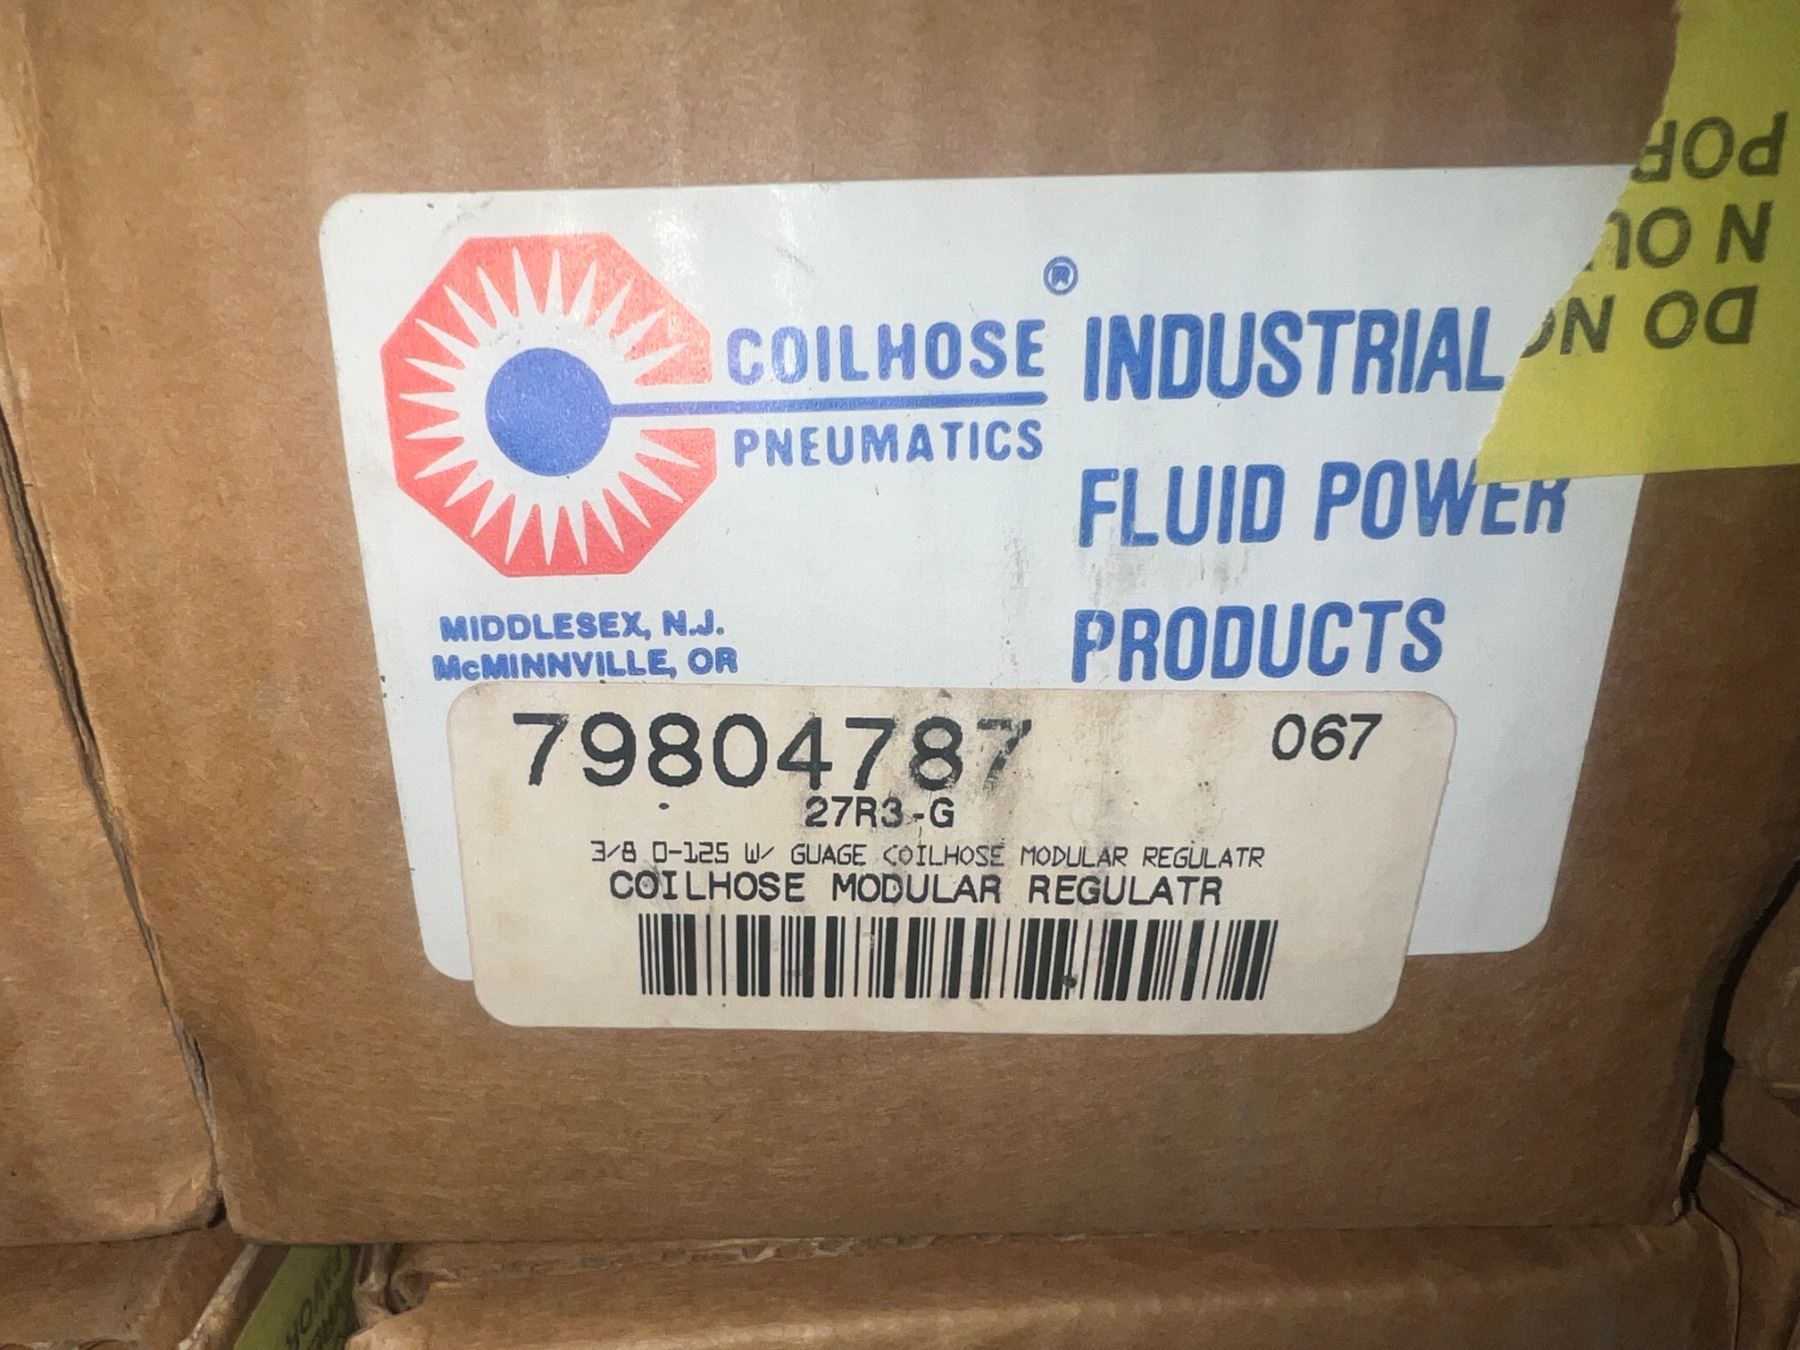 COILHOSE ®
PNEUMATICS
INDUSTRIAL
FLUID POWER
PRODUCTS
MIDDLESEX, N.J.
McMINNVILLE, OR
79804787 067
27R3-G
3/8 0-125 W/ GUAGE COILHOSE MODULAR REGULATR
COILHOSE MODULAR REGULATR
DO NO
N OU
POR